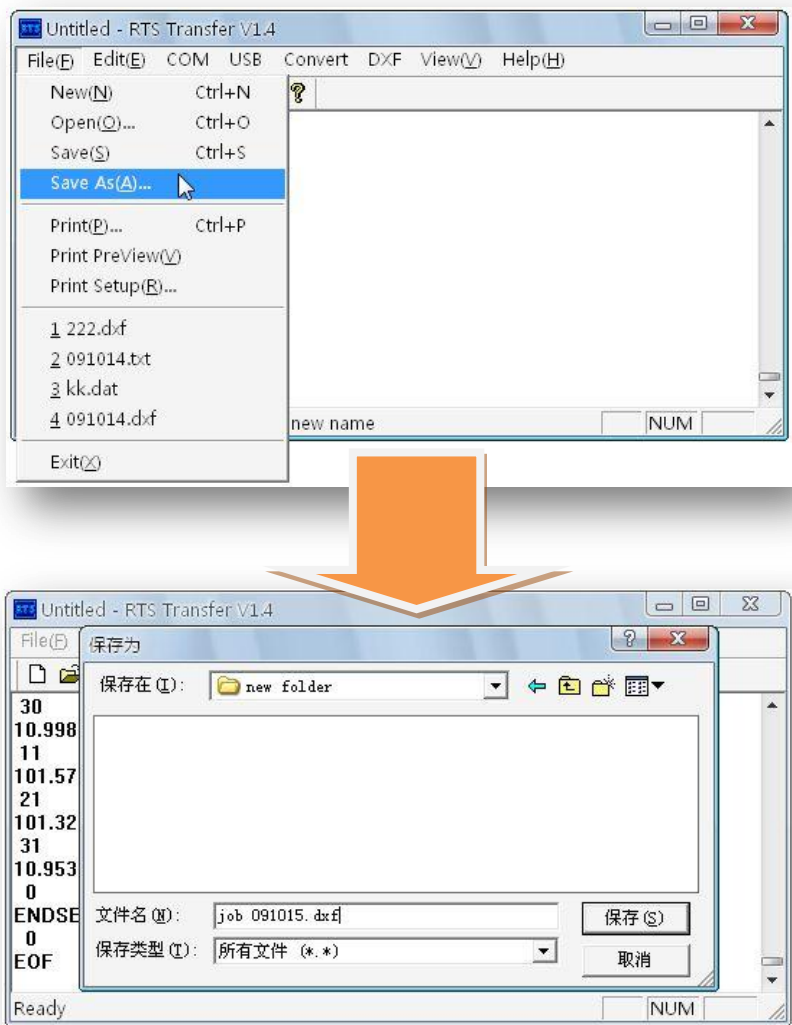 RTS Untitled - RTS Transfer V1.4
File(F) Edit(E) COM USB Convert DXF View(V) Help(H)
New(N) Ctrl+N
Open(O)... Ctrl+O
Save(S) Ctrl+S
Save As(A)...
Print(P)... Ctrl+P
Print PreView(V)
Print Setup(R)...
1 222.dxf
2 091014.txt
3 kk.dat
4 091014.dxf
new name NUM
Exit(X)
RTS Untitled - RTS Transfer V1.4
File(F)
保存为
保存在(I): new folder
30
10.998
11
101.57
21
101.32
31
10.953
0
ENDSE
0
EOF
文件名(N): job 091015.dxf 保存(S)
保存类型(T): 所有文件 (*.*) 取消
Ready NUM